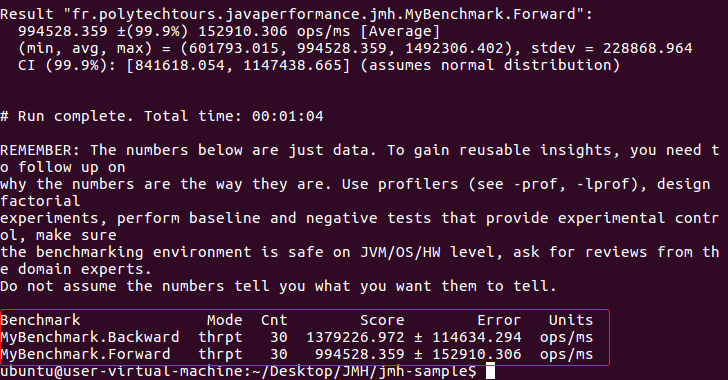 Result "fr.polytechtours.javaperformance.jmh.MyBenchmark.Forward":
  994528.359 ±(99.9%) 152910.306 ops/ms [Average]
  (min, avg, max) = (601793.015, 994528.359, 1492306.402), stdev = 228868.964
  CI (99.9%): [841618.054, 1147438.665] (assumes normal distribution)
# Run complete. Total time: 00:01:04
REMEMBER: The numbers below are just data. To gain reusable insights, you need t
o follow up on
why the numbers are the way they are. Use profilers (see -prof, -lprof), design
factorial
experiments, perform baseline and negative tests that provide experimental contr
ol, make sure
the benchmarking environment is safe on JVM/OS/HW level, ask for reviews from th
e domain experts.
Do not assume the numbers tell you what you want them to tell.
Benchmark               Mode  Cnt        Score        Error   Units
MyBenchmark.Backward  thrpt   30  1379226.972 ± 114634.294  ops/ms
MyBenchmark.Forward   thrpt   30   994528.359 ± 152910.306  ops/ms
ubuntu@user-virtual-machine:~/Desktop/JMH/jmh-sample$